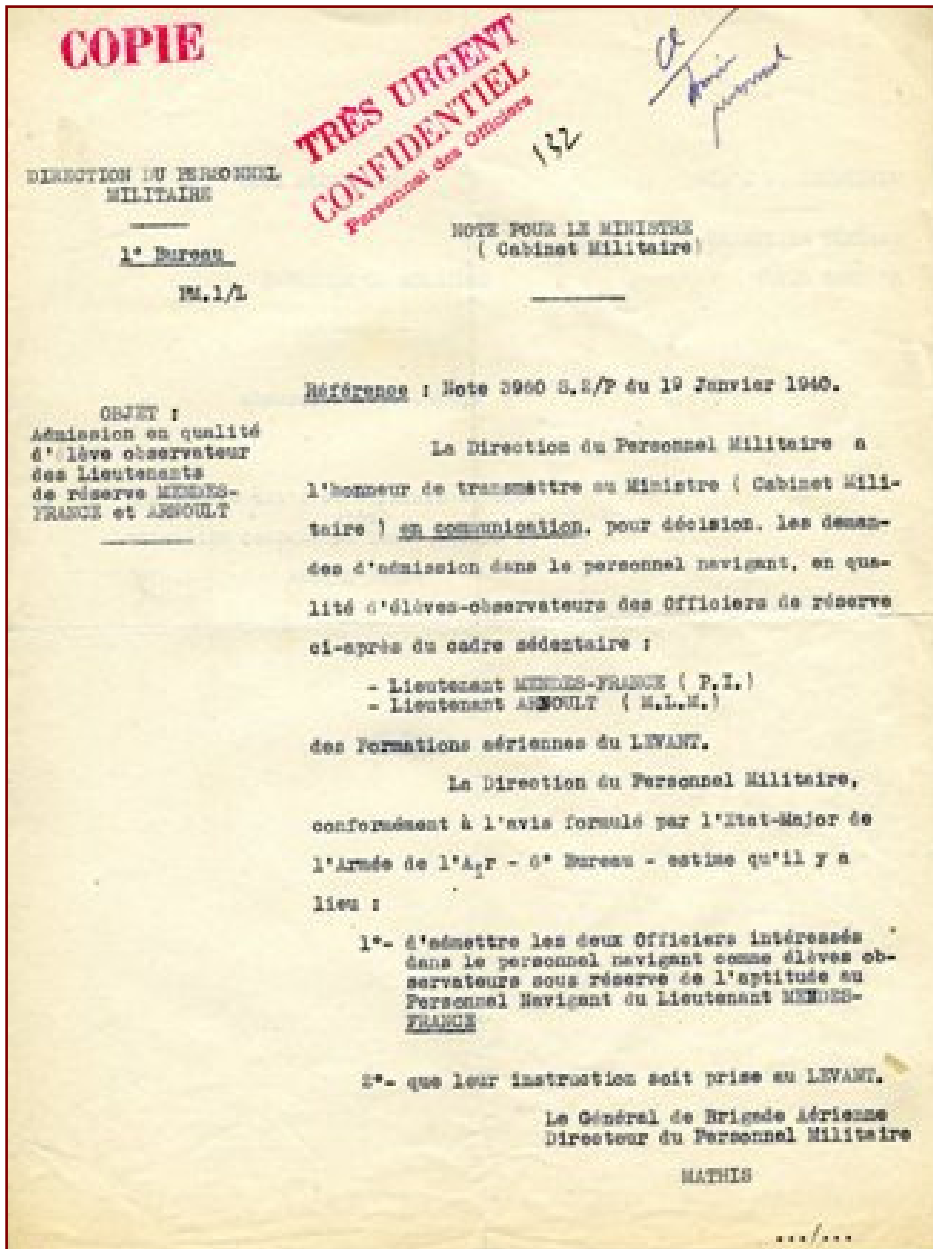 COPIE
TRÈS URGENT
CONFIDENTIEL
Personnel des Officiers
132
DIRECTION DU PERSONNEL
MILITAIRE
1° Bureau
PM.1/L
NOTE POUR LE MINISTRE
( Cabinet Militaire)
Référence : Note 3960 S.2/P du 19 Janvier 1940.
OBJET :
Admission en qualité
d'élève observateur
des Lieutenants
de réserve MENDES-
FRANCE et ARNOULT
La Direction du Personnel Militaire a
l'honneur de transmettre au Ministre ( Cabinet Mili-
taire ) en communication, pour décision, les deman-
des d'admission dans le personnel navigant, en qua-
lité d'élèves-observateurs des Officiers de réserve
ci-après du cadre sédentaire :
- Lieutenant MENDES-FRANCE ( P.I.)
- Lieutenant ARNOULT ( M.L.M.)
des Formations aériennes du LEVANT.
La Direction du Personnel Militaire,
conformément à l'avis formulé par l'Etat-Major de
l'Armée de l'Air - 6° Bureau - estime qu'il y a
lieu :
1°- d'admettre les deux Officiers intéressés
dans le personnel navigant comme élèves ob-
servateurs sous réserve de l'aptitude au
Personnel Navigant du Lieutenant MENDES-
FRANCE
2°- que leur instruction soit prise au LEVANT.
Le Général de Brigade Aérienne
Directeur du Personnel Militaire
MATHIS
.../...